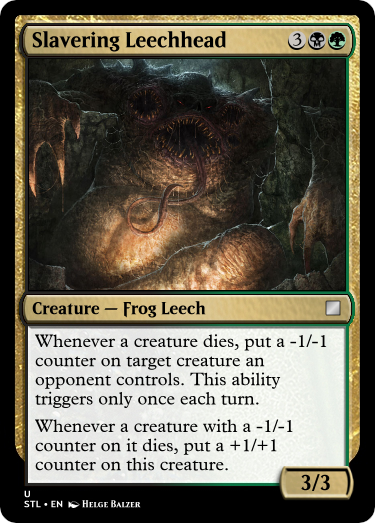 Slavering Leechhead 3
Creature — Frog Leech
Whenever a creature dies, put a -1/-1
counter on target creature an
opponent controls. This ability
triggers only once each turn.
Whenever a creature with a -1/-1
counter on it dies, put a +1/+1
counter on this creature.
3/3
U
STL • EN Helge Balzer